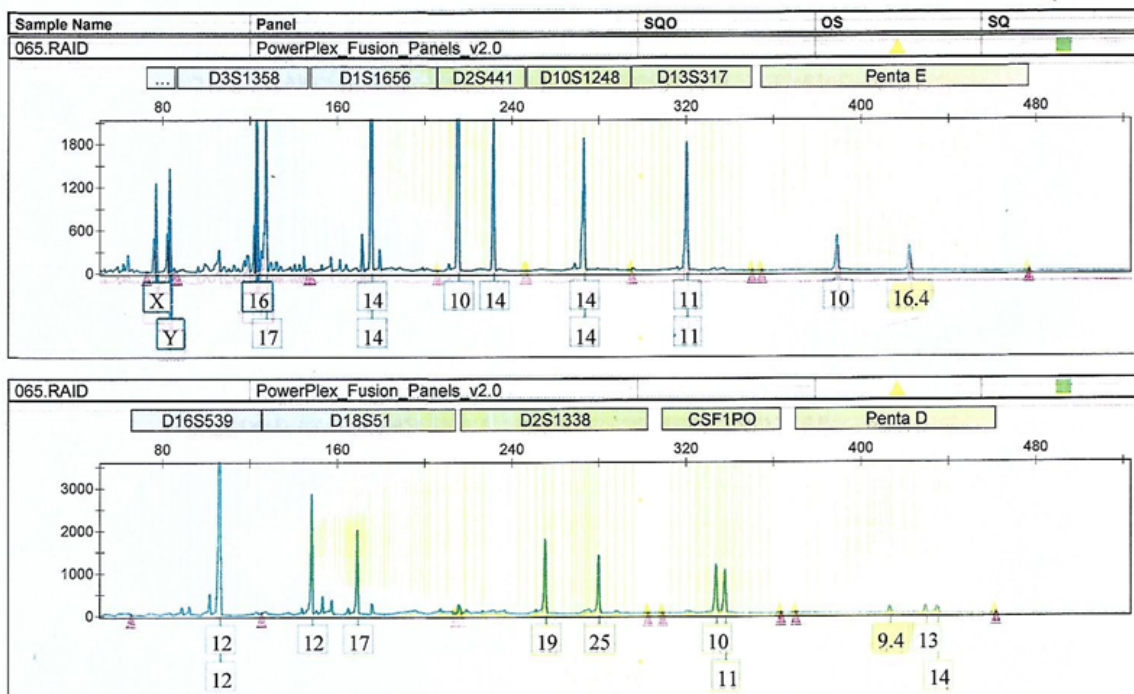 Sample Name Panel SQO OS SQ
065.RAID PowerPlex_Fusion_Panels_v2.0
... D3S1358 D1S1656 D2S441 D10S1248 D13S317 Penta E
80 160 240 320 400 480
1800
1200
600
0
X 16 14 10 14 14 11 10 16.4
Y 17 14 14 11
065.RAID PowerPlex_Fusion_Panels_v2.0
D16S539 D18S51 D2S1338 CSF1PO Penta D
80 160 240 320 400 480
3000
2000
1000
0
12 12 17 19 25 10 9.4 13
12 11 14